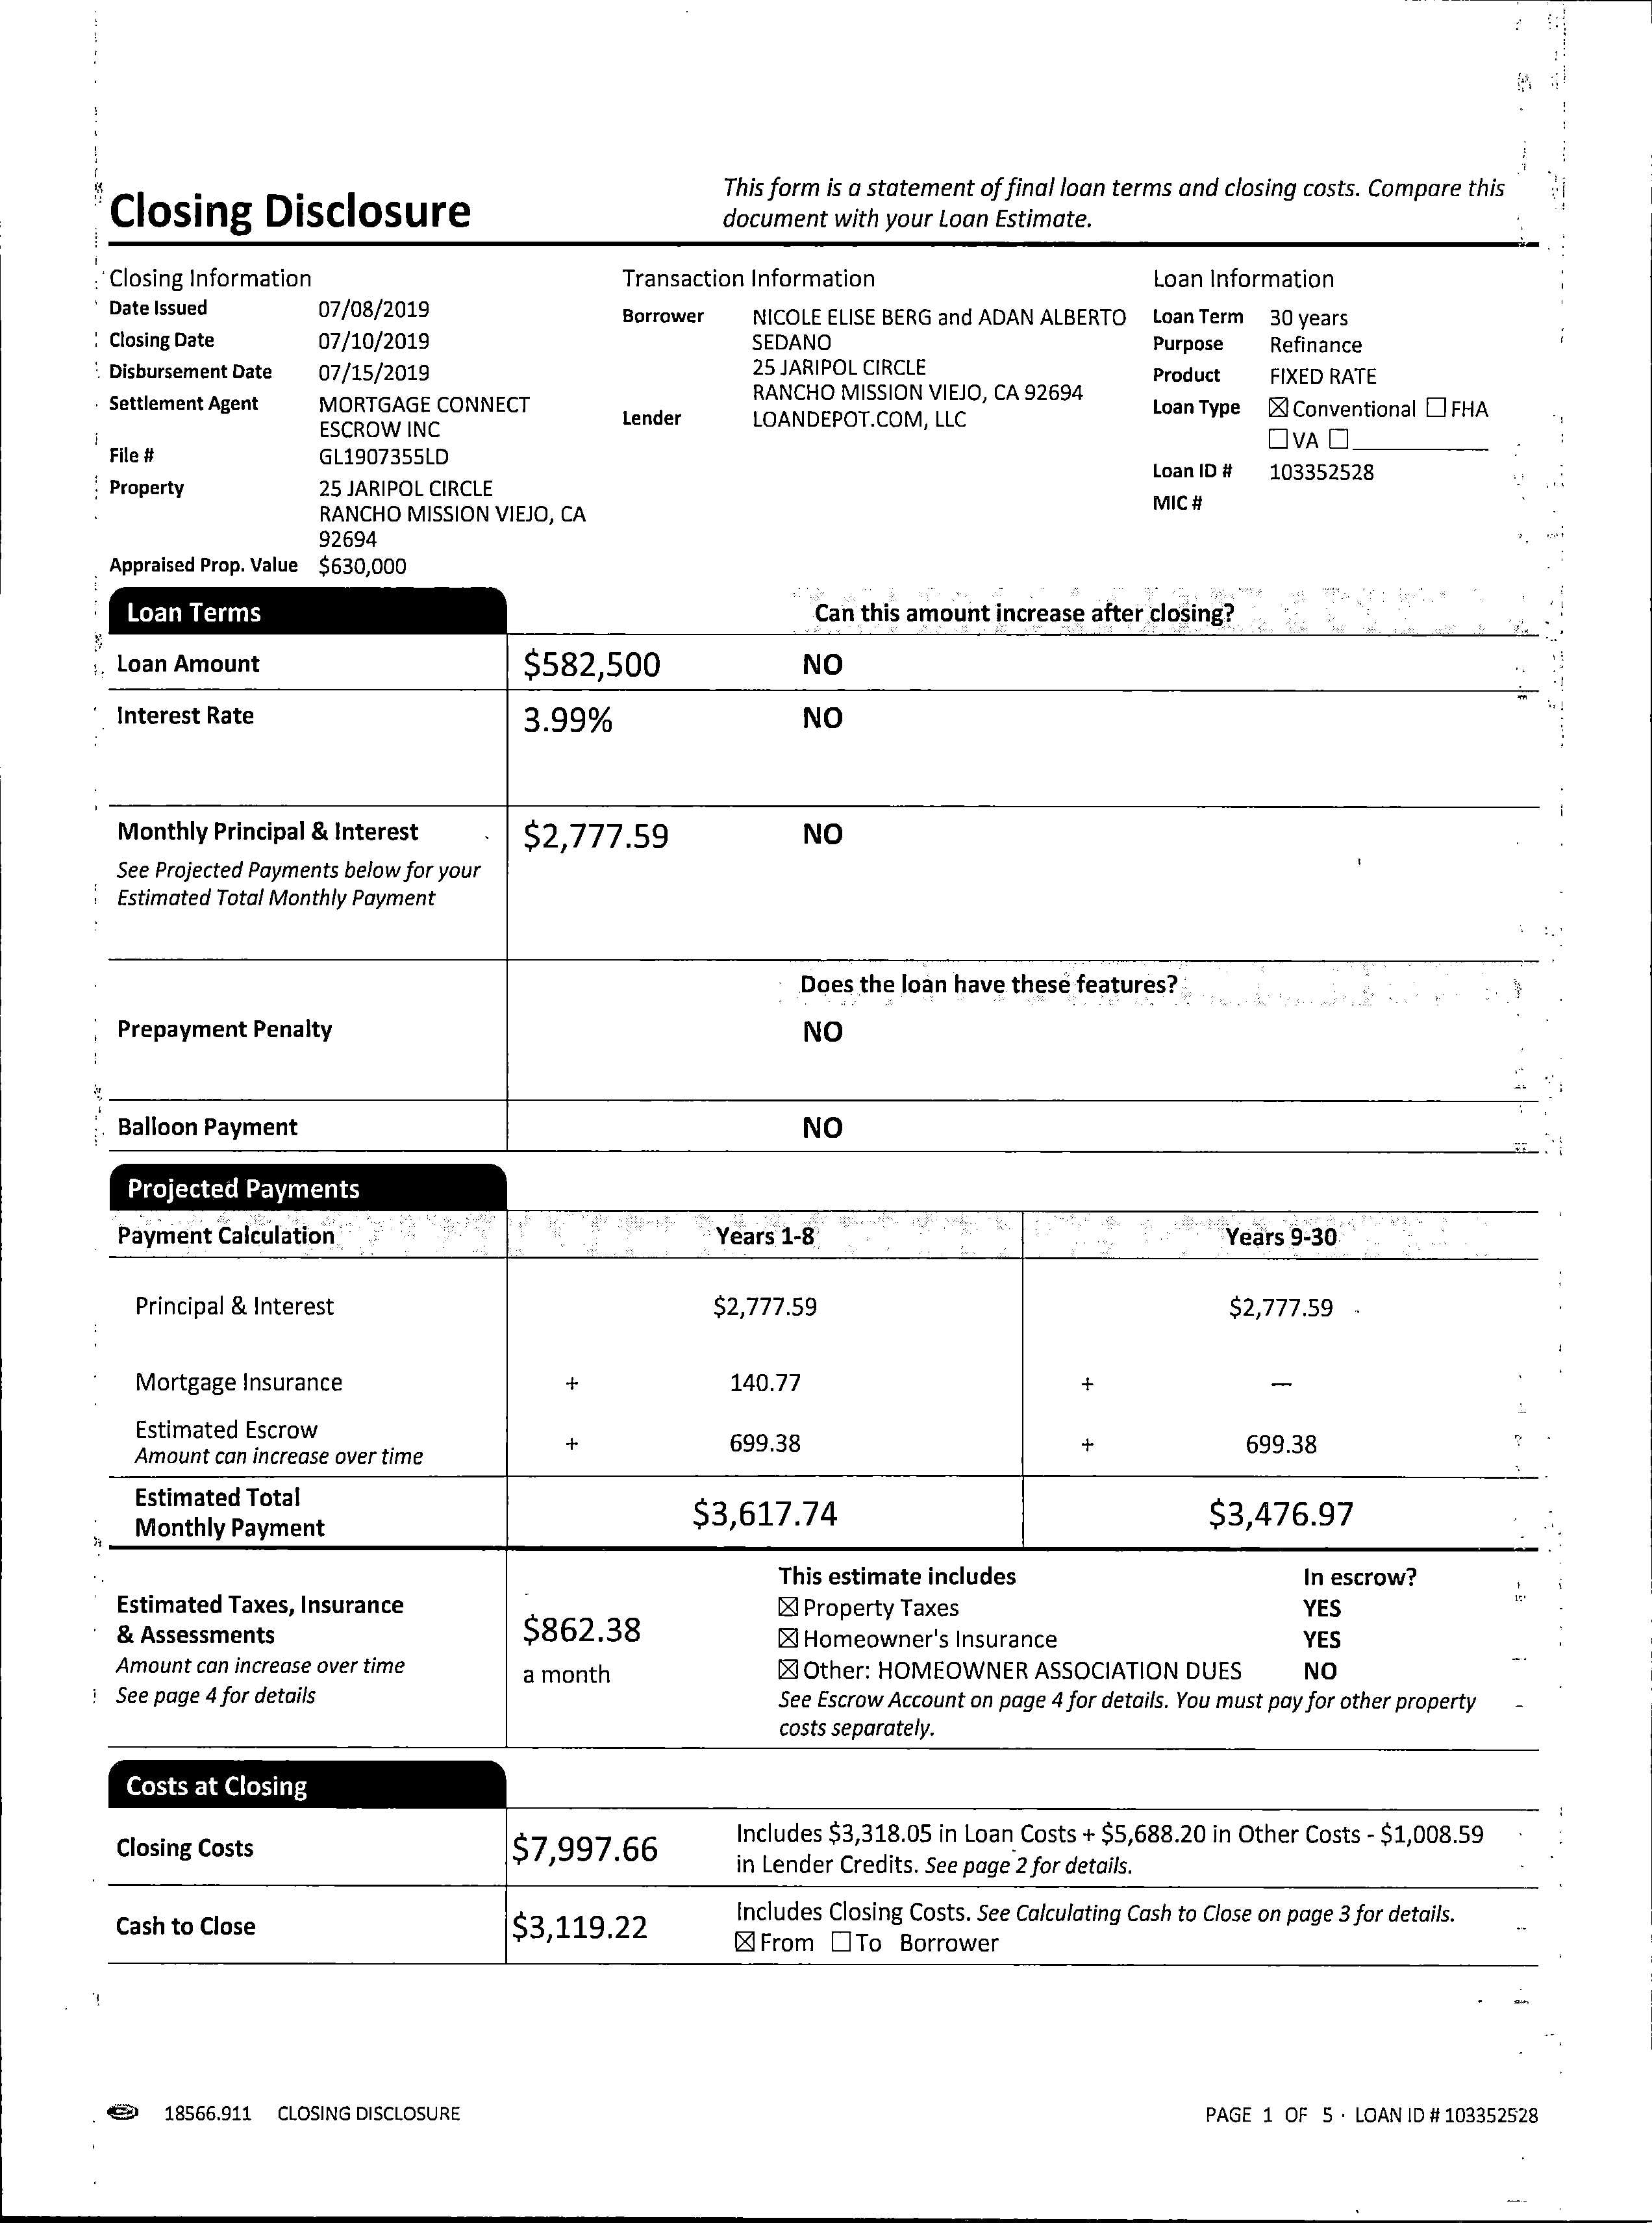 Closing Disclosure
This form is a statement of final loan terms and closing costs. Compare this
document with your Loan Estimate.
Closing Information
Date Issued 07/08/2019
Closing Date 07/10/2019
Disbursement Date 07/15/2019
Settlement Agent MORTGAGE CONNECT
ESCROW INC
File # GL1907355LD
Property 25 JARIPOL CIRCLE
RANCHO MISSION VIEJO, CA
92694
Appraised Prop. Value $630,000
Transaction Information
Borrower NICOLE ELISE BERG and ADAN ALBERTO
SEDANO
25 JARIPOL CIRCLE
RANCHO MISSION VIEJO, CA 92694
Lender LOANDEPOT.COM, LLC
Loan Information
Loan Term 30 years
Purpose Refinance
Product FIXED RATE
Loan Type ☒ Conventional ☐ FHA
☐ VA ☐
Loan ID # 103352528
MIC #
Loan Terms Can this amount increase after closing?
Loan Amount $582,500 NO
Interest Rate 3.99% NO
Monthly Principal & Interest $2,777.59 NO
See Projected Payments below for your
Estimated Total Monthly Payment
Does the loan have these features?
Prepayment Penalty NO
Balloon Payment NO
Projected Payments
Payment Calculation Years 1-8 Years 9-30
Principal & Interest $2,777.59 $2,777.59
Mortgage Insurance + 140.77 + —
Estimated Escrow
Amount can increase over time + 699.38 + 699.38
Estimated Total
Monthly Payment $3,617.74 $3,476.97
Estimated Taxes, Insurance
& Assessments
Amount can increase over time
See page 4 for details
$862.38
a month
This estimate includes In escrow?
☒ Property Taxes YES
☒ Homeowner's Insurance YES
☒ Other: HOMEOWNER ASSOCIATION DUES NO
See Escrow Account on page 4 for details. You must pay for other property
costs separately.
Costs at Closing
Closing Costs $7,997.66 Includes $3,318.05 in Loan Costs + $5,688.20 in Other Costs - $1,008.59
in Lender Credits. See page 2 for details.
Cash to Close $3,119.22 Includes Closing Costs. See Calculating Cash to Close on page 3 for details.
☒ From ☐ To Borrower
18566.911 CLOSING DISCLOSURE PAGE 1 OF 5 · LOAN ID # 103352528